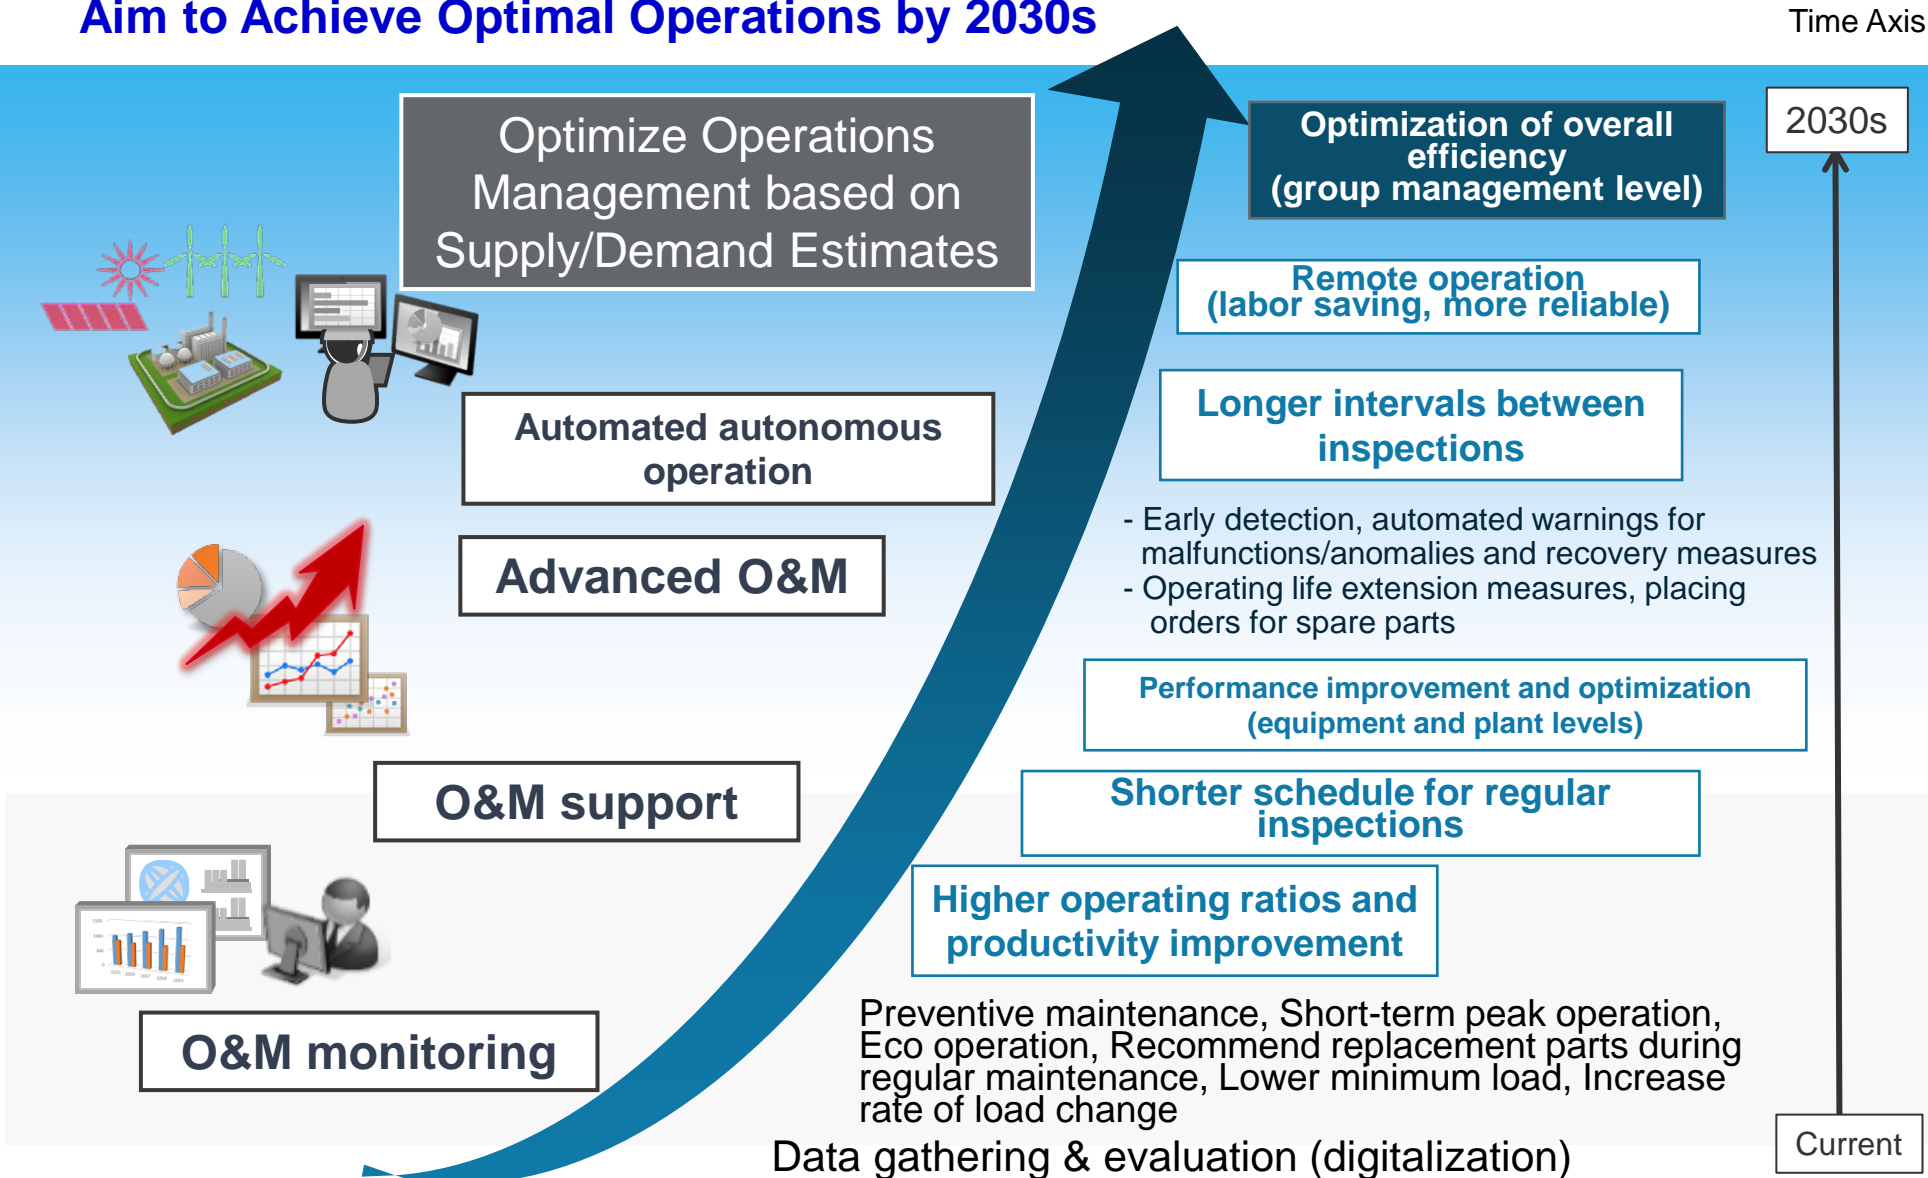 Aim to Achieve Optimal Operations by 2030s
Time Axis
Optimize Operations
Management based on
Supply/Demand Estimates
Optimization of overall
efficiency
(group management level)
2030s
Remote operation
(labor saving, more reliable)
Automated autonomous
operation
Longer intervals between
inspections
Advanced O&M
- Early detection, automated warnings for
malfunctions/anomalies and recovery measures
- Operating life extension measures, placing
orders for spare parts
Performance improvement and optimization
(equipment and plant levels)
O&M support
Shorter schedule for regular
inspections
Higher operating ratios and
productivity improvement
O&M monitoring
Preventive maintenance, Short-term peak operation,
Eco operation, Recommend replacement parts during
regular maintenance, Lower minimum load, Increase
rate of load change
Data gathering & evaluation (digitalization)
Current